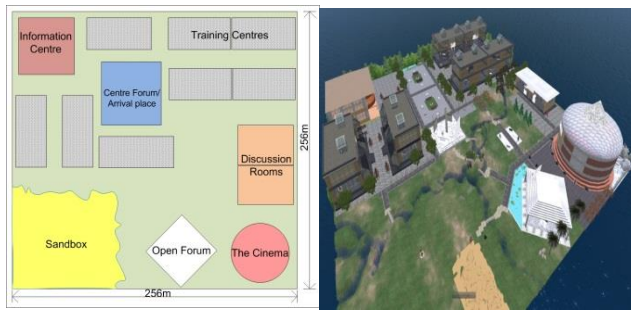 Information
Centre
Training Centres
Centre Forum/
Arrival place
Discussion
Rooms
256m
Sandbox
Open Forum
The Cinema
256m